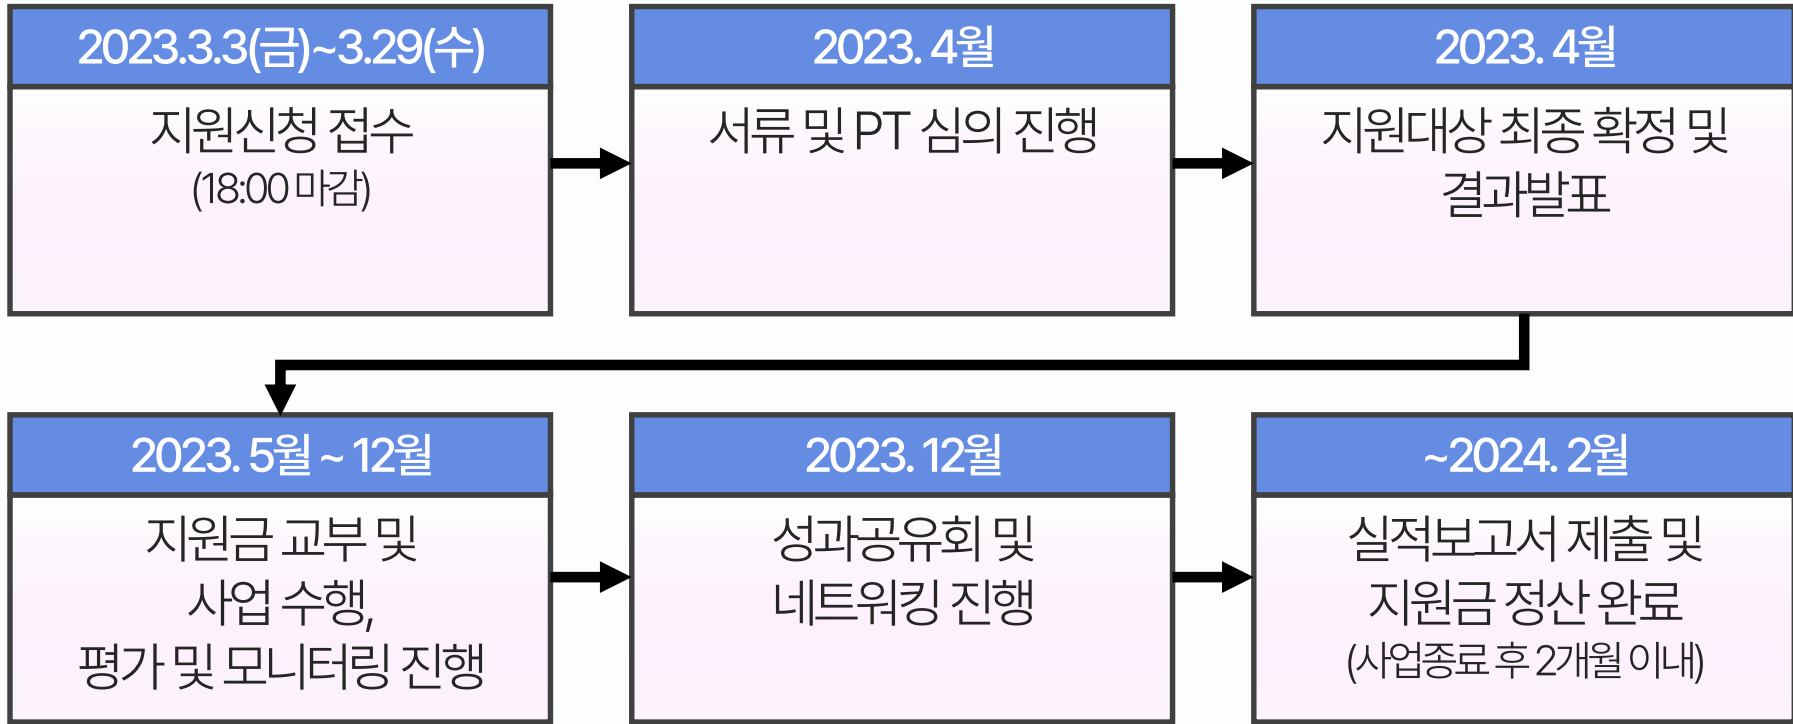 2023.3.3(금)~3.29(수)
지원신청 접수
(18:00 마감)
2023. 4월
서류 및 PT 심의 진행
2023. 4월
지원대상 최종 확정 및
결과발표
2023. 5월 ~ 12월
지원금 교부 및
사업 수행,
평가 및 모니터링 진행
2023. 12월
성과공유회 및
네트워킹 진행
~2024. 2월
실적보고서 제출 및
지원금 정산 완료
(사업종료 후 2개월 이내)